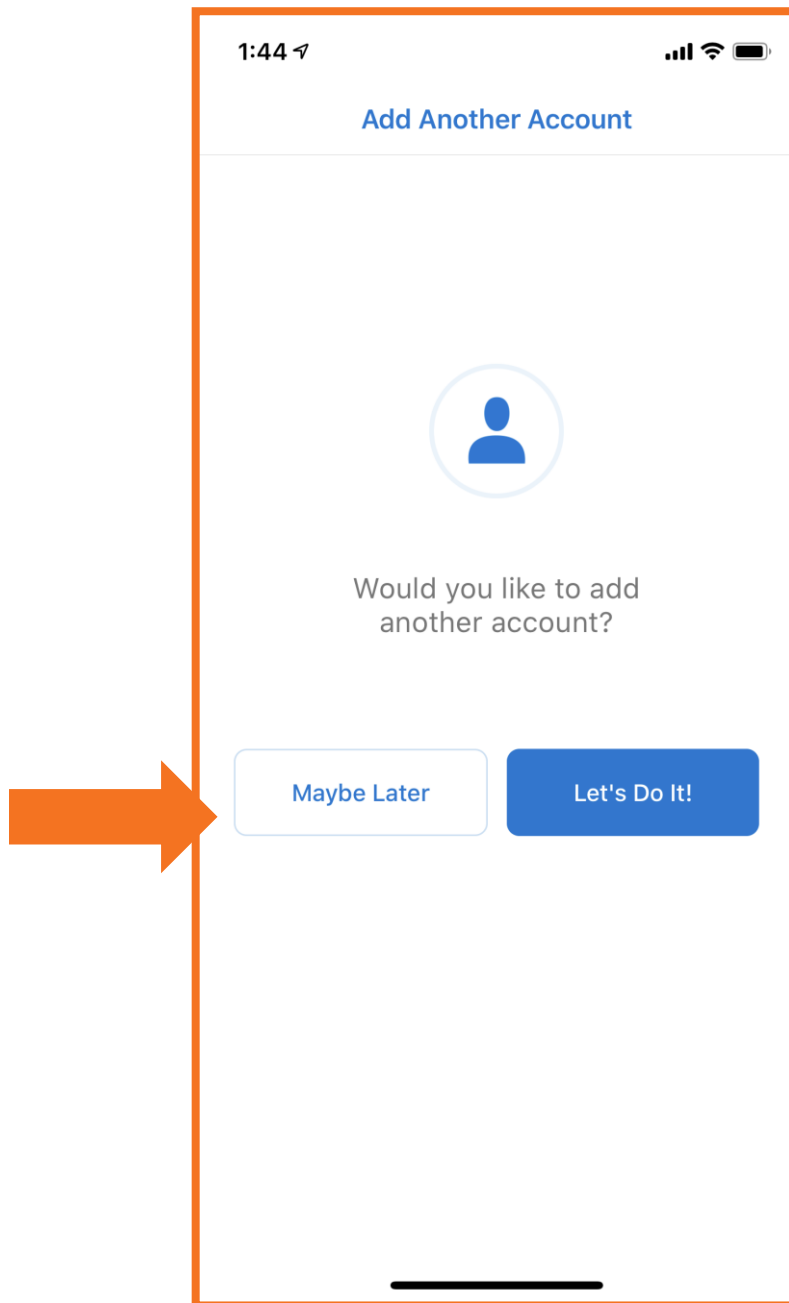 1:44
Add Another Account
Would you like to add
another account?
Maybe Later
Let's Do It!